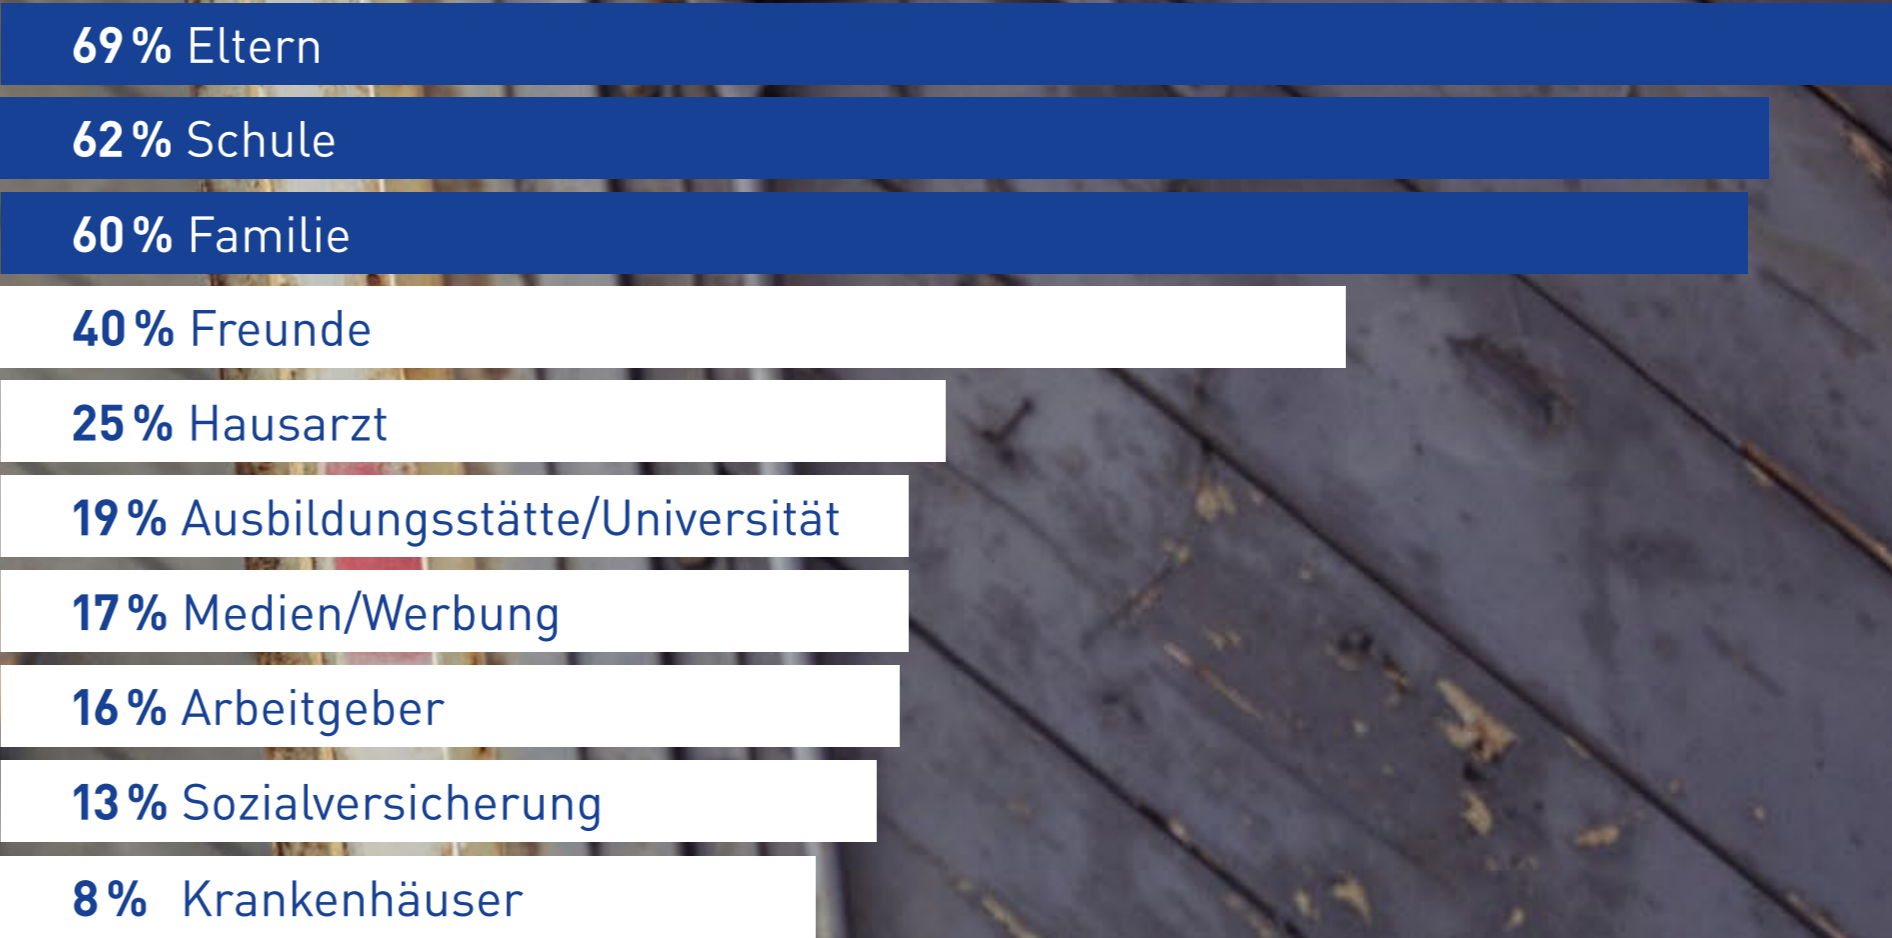 69 % Eltern
62 % Schule
60 % Familie
40 % Freunde
25 % Hausarzt
19 % Ausbildungsstätte/Universität
17 % Medien/Werbung
16 % Arbeitgeber
13 % Sozialversicherung
8 % Krankenhäuser